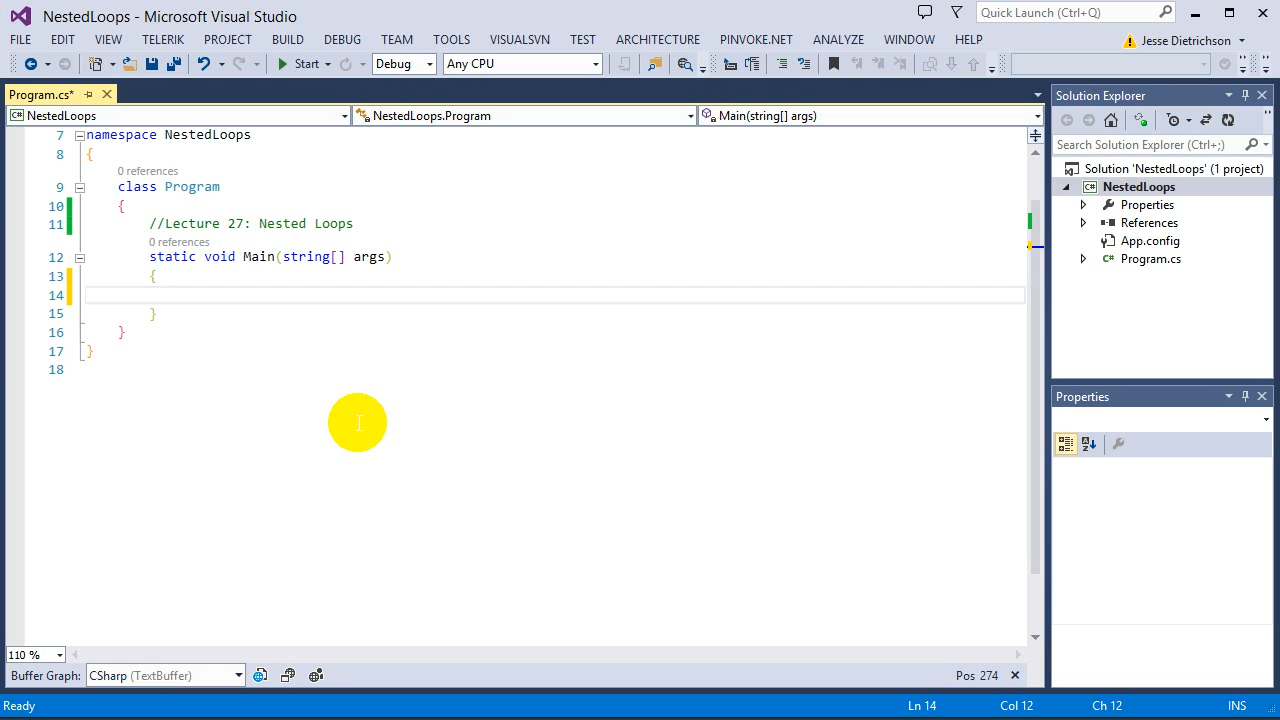 NestedLoops - Microsoft Visual Studio
Quick Launch (Ctrl+Q)
FILE EDIT VIEW TELERIK PROJECT BUILD DEBUG TEAM TOOLS VISUALSVN TEST ARCHITECTURE PINVOKE.NET ANALYZE WINDOW HELP
Jesse Dietrichson
Start Debug Any CPU
Program.cs*
NestedLoops NestedLoops.Program Main(string[] args)
7 namespace NestedLoops
8 {
0 references
9 class Program
10 {
11 //Lecture 27: Nested Loops
0 references
12 static void Main(string[] args)
13 {
14
15 }
16 }
17 }
18
110 %
Buffer Graph: CSharp (TextBuffer) Pos 274
Solution Explorer
Search Solution Explorer (Ctrl+;)
Solution 'NestedLoops' (1 project)
NestedLoops
Properties
References
App.config
Program.cs
Properties
Ready Ln 14 Col 12 Ch 12 INS